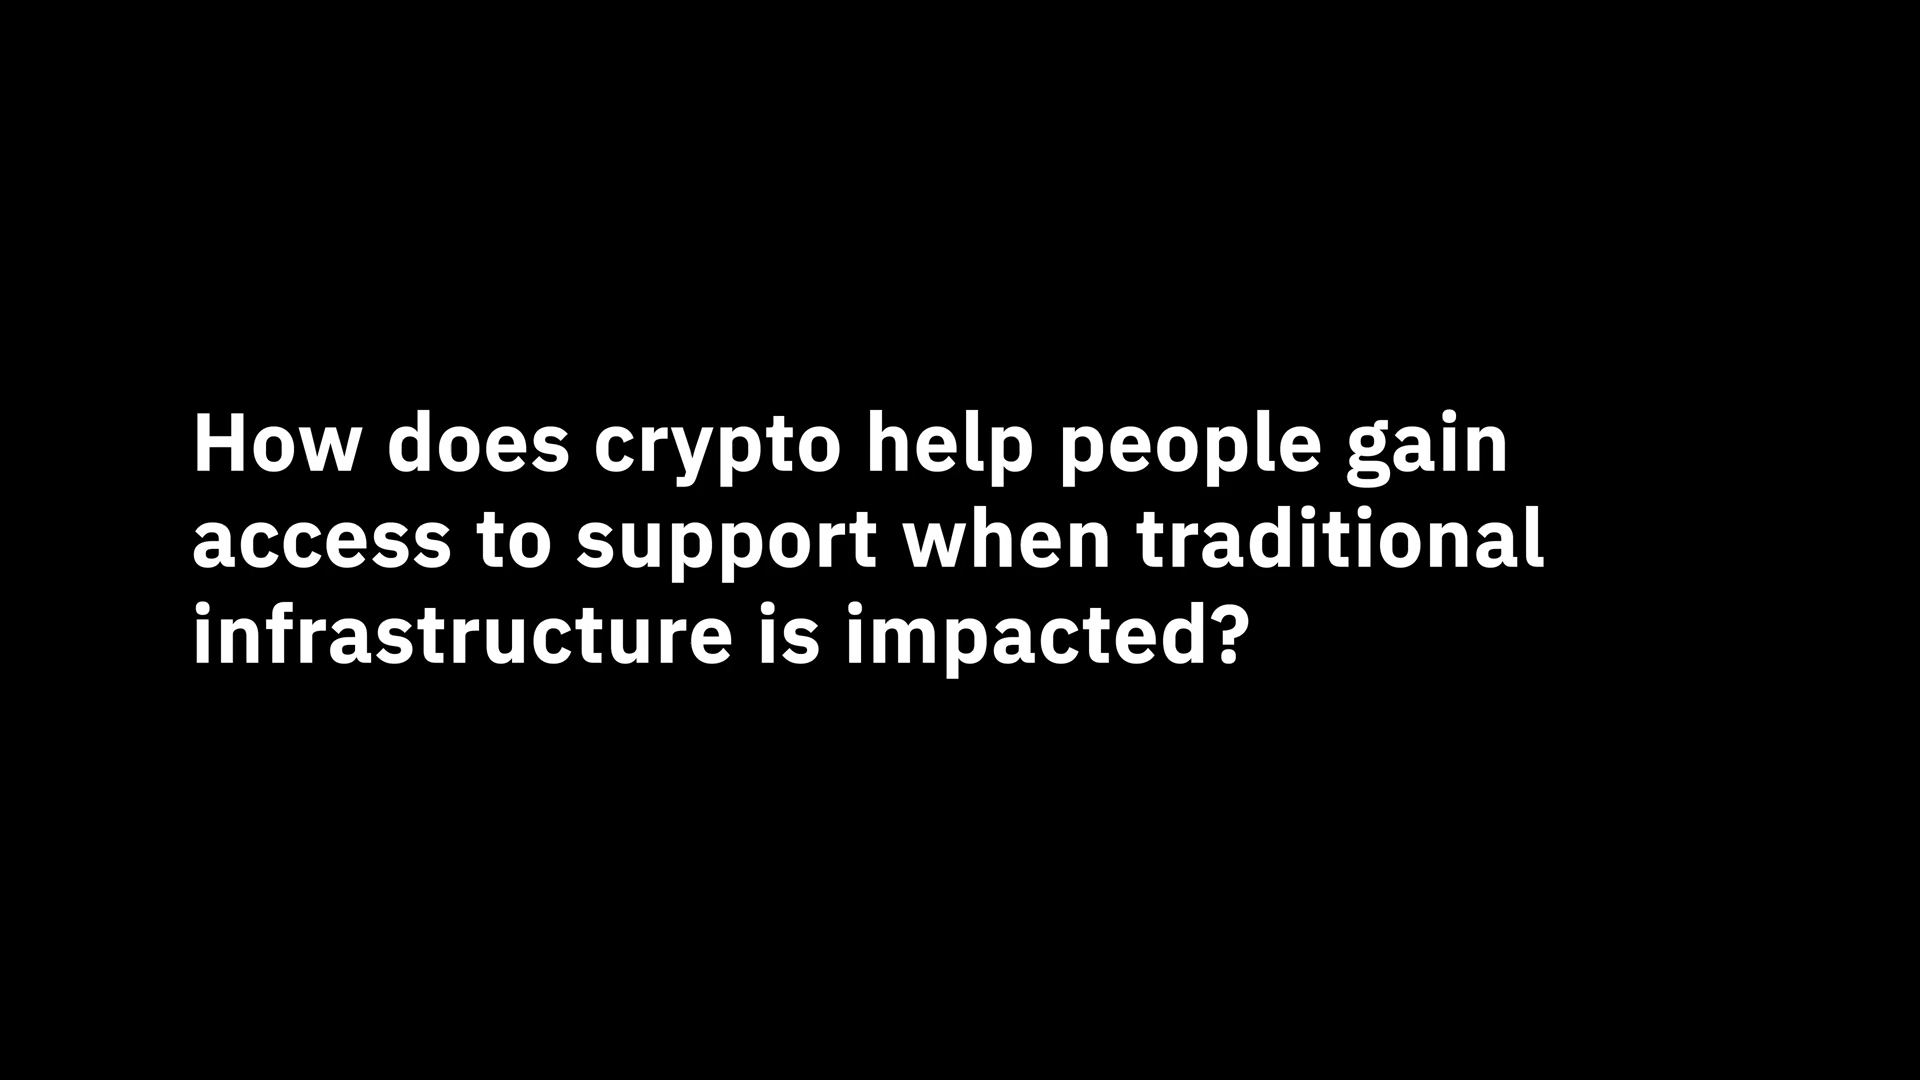 How does crypto help people gain
access to support when traditional
infrastructure is impacted?